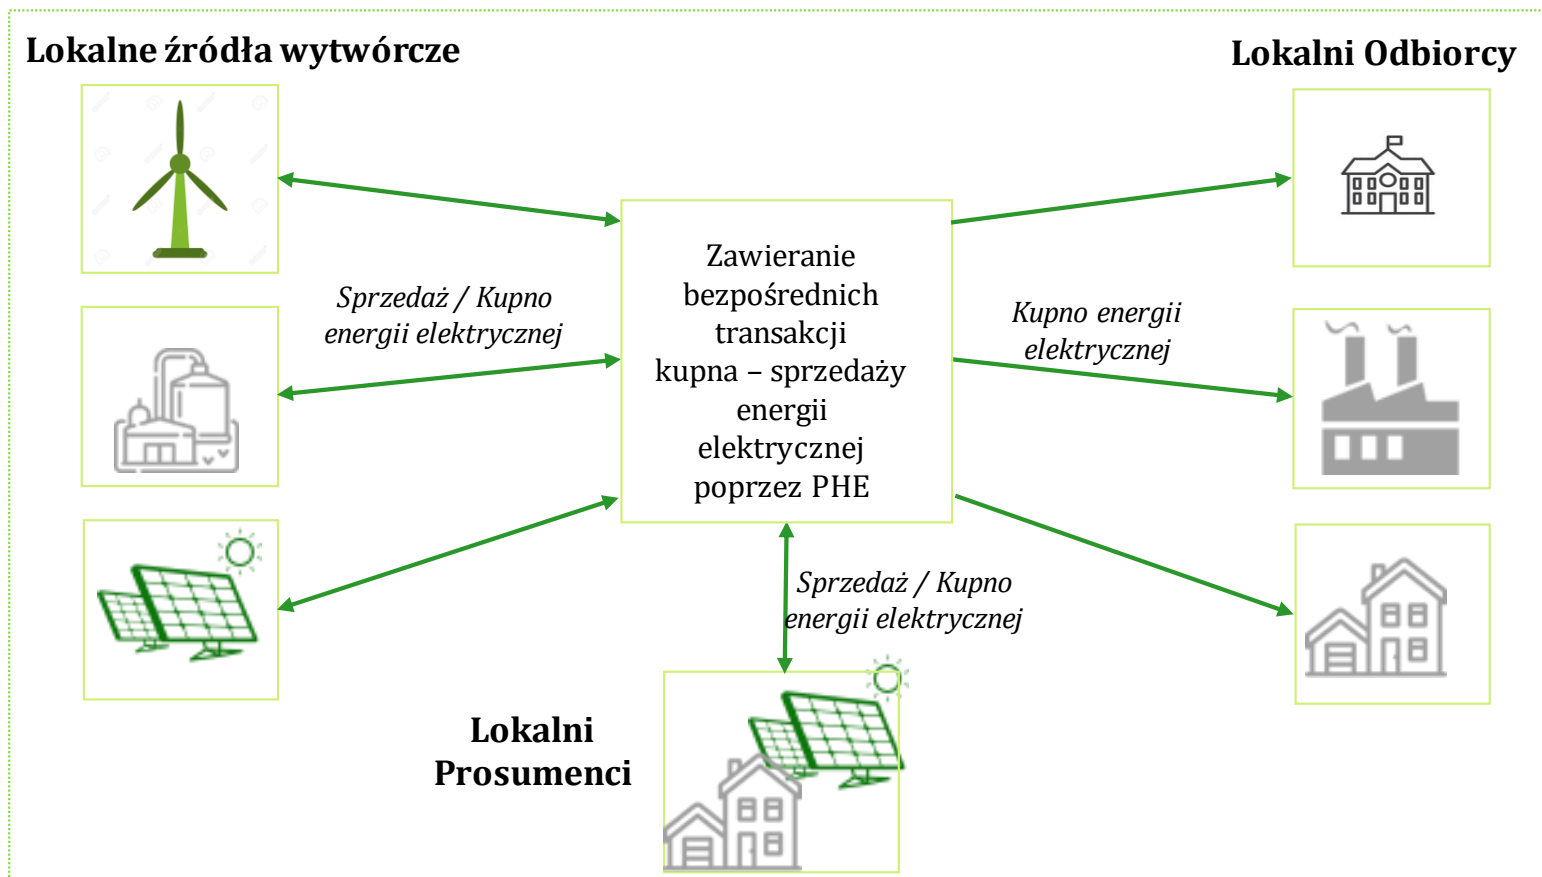 Lokalne źródła wytwórcze
Lokalni Odbiorcy
Sprzedaż / Kupno
energii elektrycznej
Zawieranie
bezpośrednich
transakcji
kupna – sprzedaży
energii
elektrycznej
poprzez PHE
Kupno energii
elektrycznej
Sprzedaż / Kupno
energii elektrycznej
Lokalni
Prosumenci